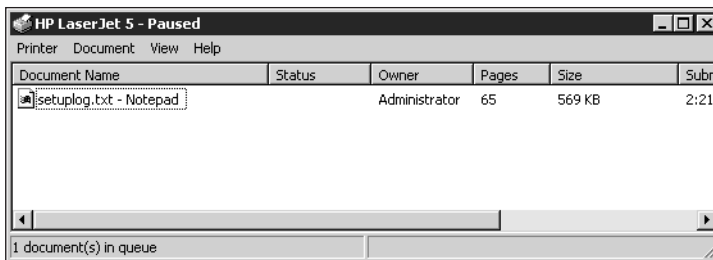 HP LaserJet 5 - Paused
Printer Document View Help
Document Name Status Owner Pages Size Subr
setuplog.txt - Notepad Administrator 65 569 KB 2:21
1 document(s) in queue